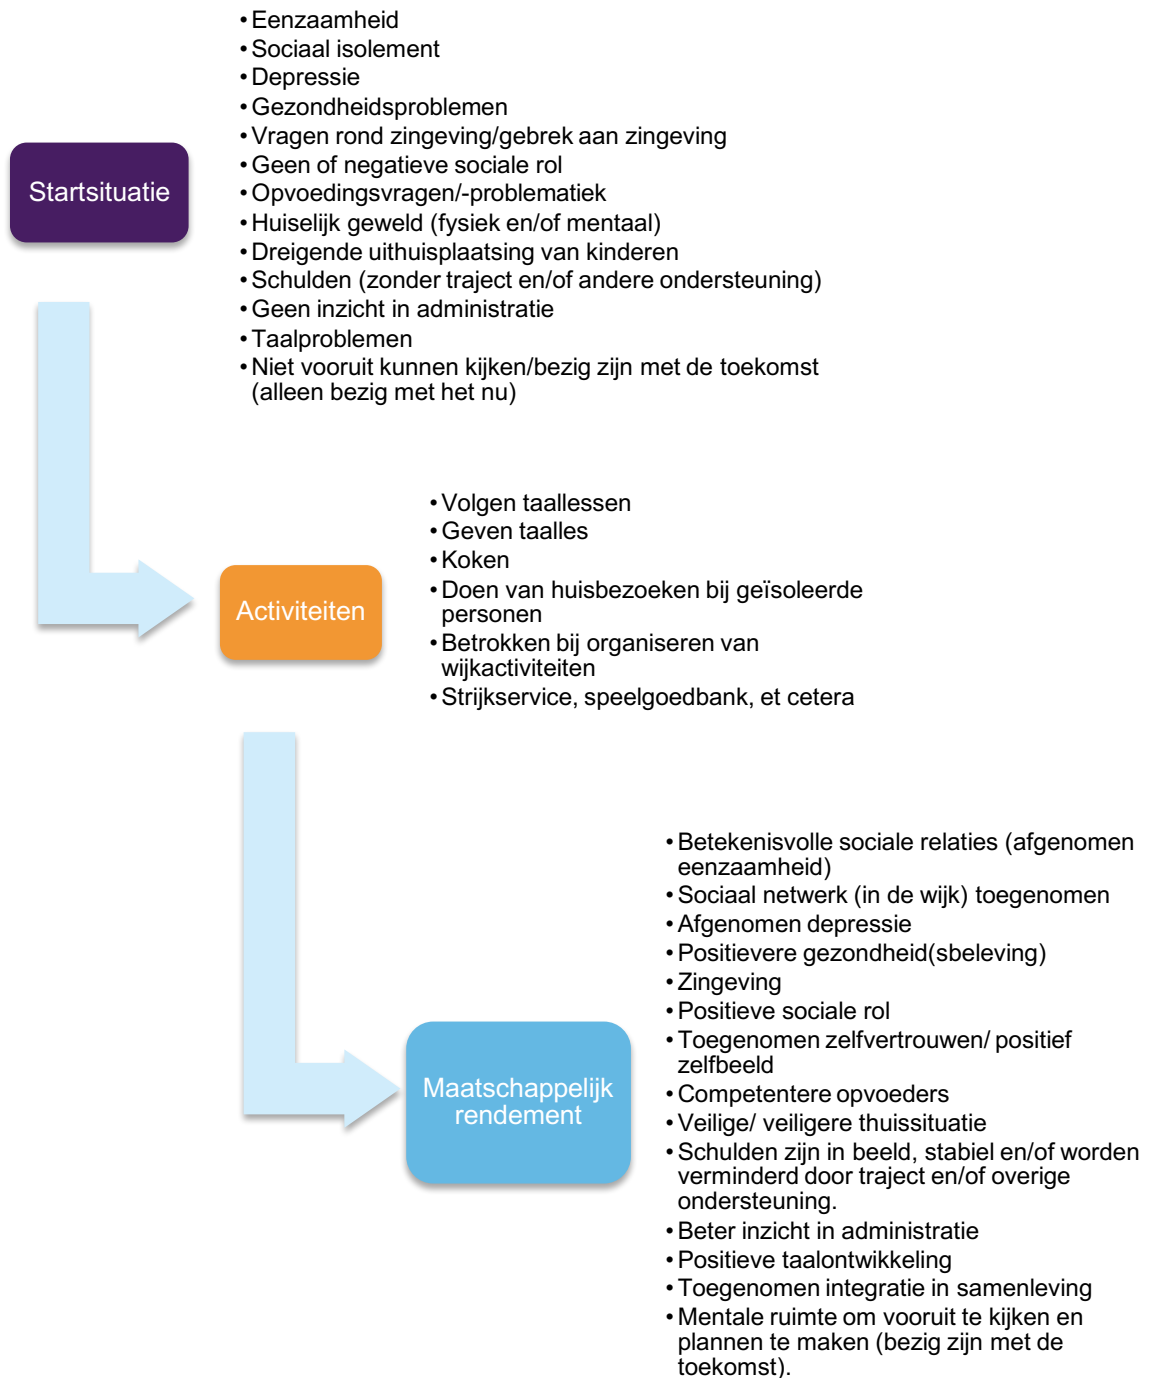 • Eenzaamheid
• Sociaal isolement
• Depressie
• Gezondheidsproblemen
• Vragen rond zingeving/gebrek aan zingeving
• Geen of negatieve sociale rol
• Opvoedingsvragen/-problematiek
• Huiselijk geweld (fysiek en/of mentaal)
• Dreigende uithuisplaatsing van kinderen
• Schulden (zonder traject en/of andere ondersteuning)
• Geen inzicht in administratie
• Taalproblemen
• Niet vooruit kunnen kijken/bezig zijn met de toekomst
(alleen bezig met het nu)
Startsituatie
• Volgen taallessen
• Geven taalles
• Koken
• Doen van huisbezoeken bij geïsoleerde
personen
• Betrokken bij organiseren van
wijkactiviteiten
• Strijkservice, speelgoedbank, et cetera
Activiteiten
• Betekenisvolle sociale relaties (afgenomen
eenzaamheid)
• Sociaal netwerk (in de wijk) toegenomen
• Afgenomen depressie
• Positievere gezondheid(sbeleving)
• Zingeving
• Positieve sociale rol
• Toegenomen zelfvertrouwen/ positief
zelfbeeld
• Competentere opvoeders
• Veilige/ veiligere thuissituatie
• Schulden zijn in beeld, stabiel en/of worden
verminderd door traject en/of overige
ondersteuning.
• Beter inzicht in administratie
• Positieve taalontwikkeling
• Toegenomen integratie in samenleving
• Mentale ruimte om vooruit te kijken en
plannen te maken (bezig zijn met de
toekomst).
Maatschappelijk
rendement